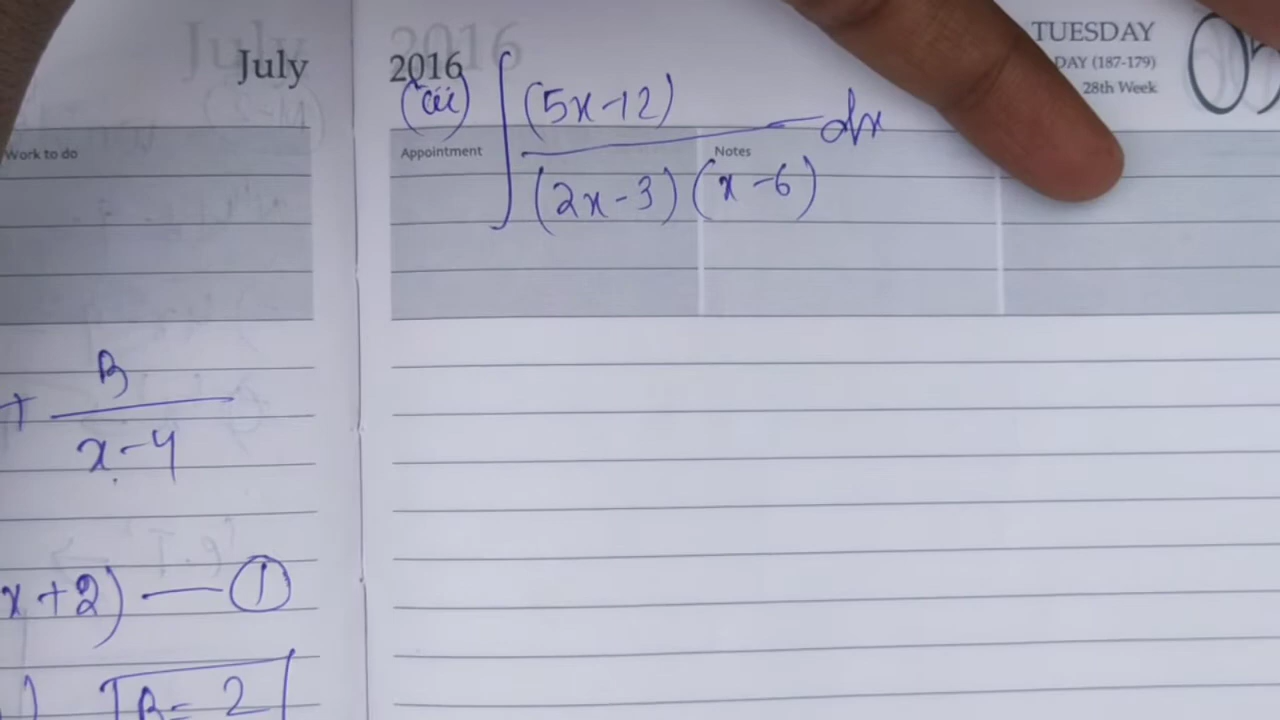 July
Work to do
+ B
x-4
x+2) — ①
B = 2
2016
TUESDAY
DAY (187-179)
28th Week
05
(iii) ∫ (5x-12) dx
Appointment
Notes
(2x-3) (x-6)